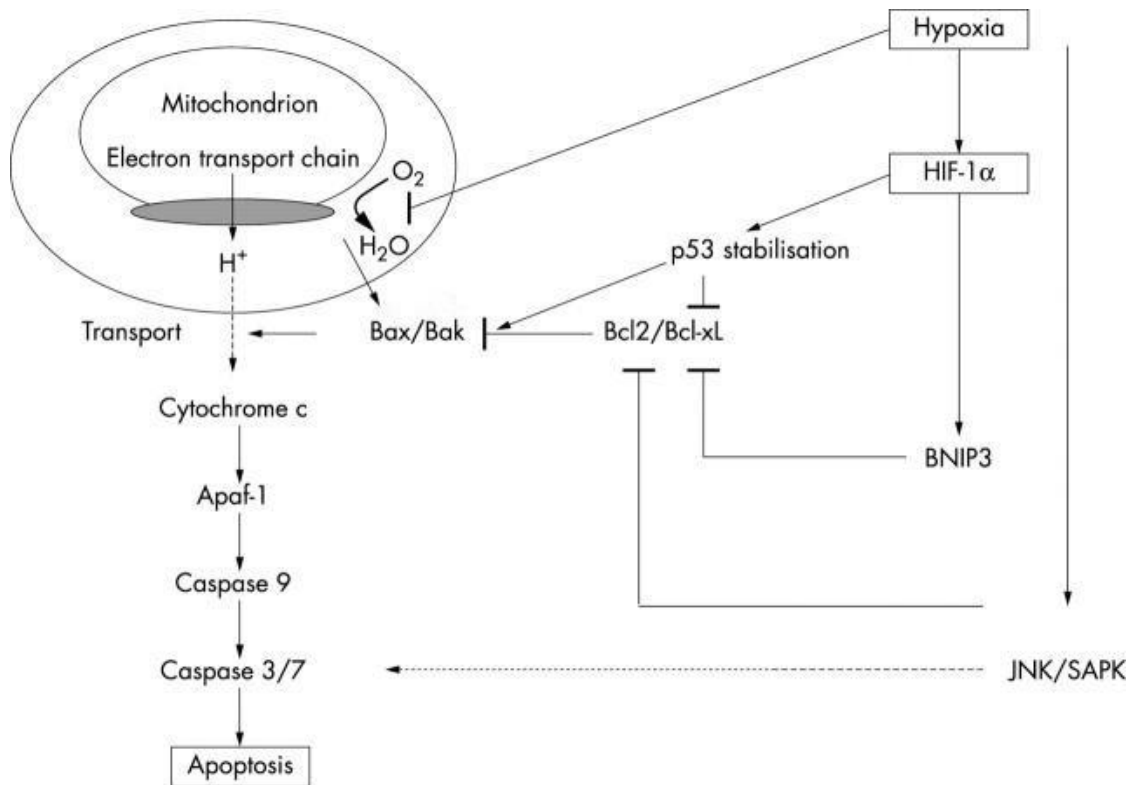 Hypoxia
Mitochondrion
Electron transport chain
O₂
HIF-1α
H₂O
H⁺
p53 stabilisation
Transport
Bax/Bak
Bcl2/Bcl-xL
Cytochrome c
BNIP3
Apaf-1
Caspase 9
Caspase 3/7
JNK/SAPK
Apoptosis